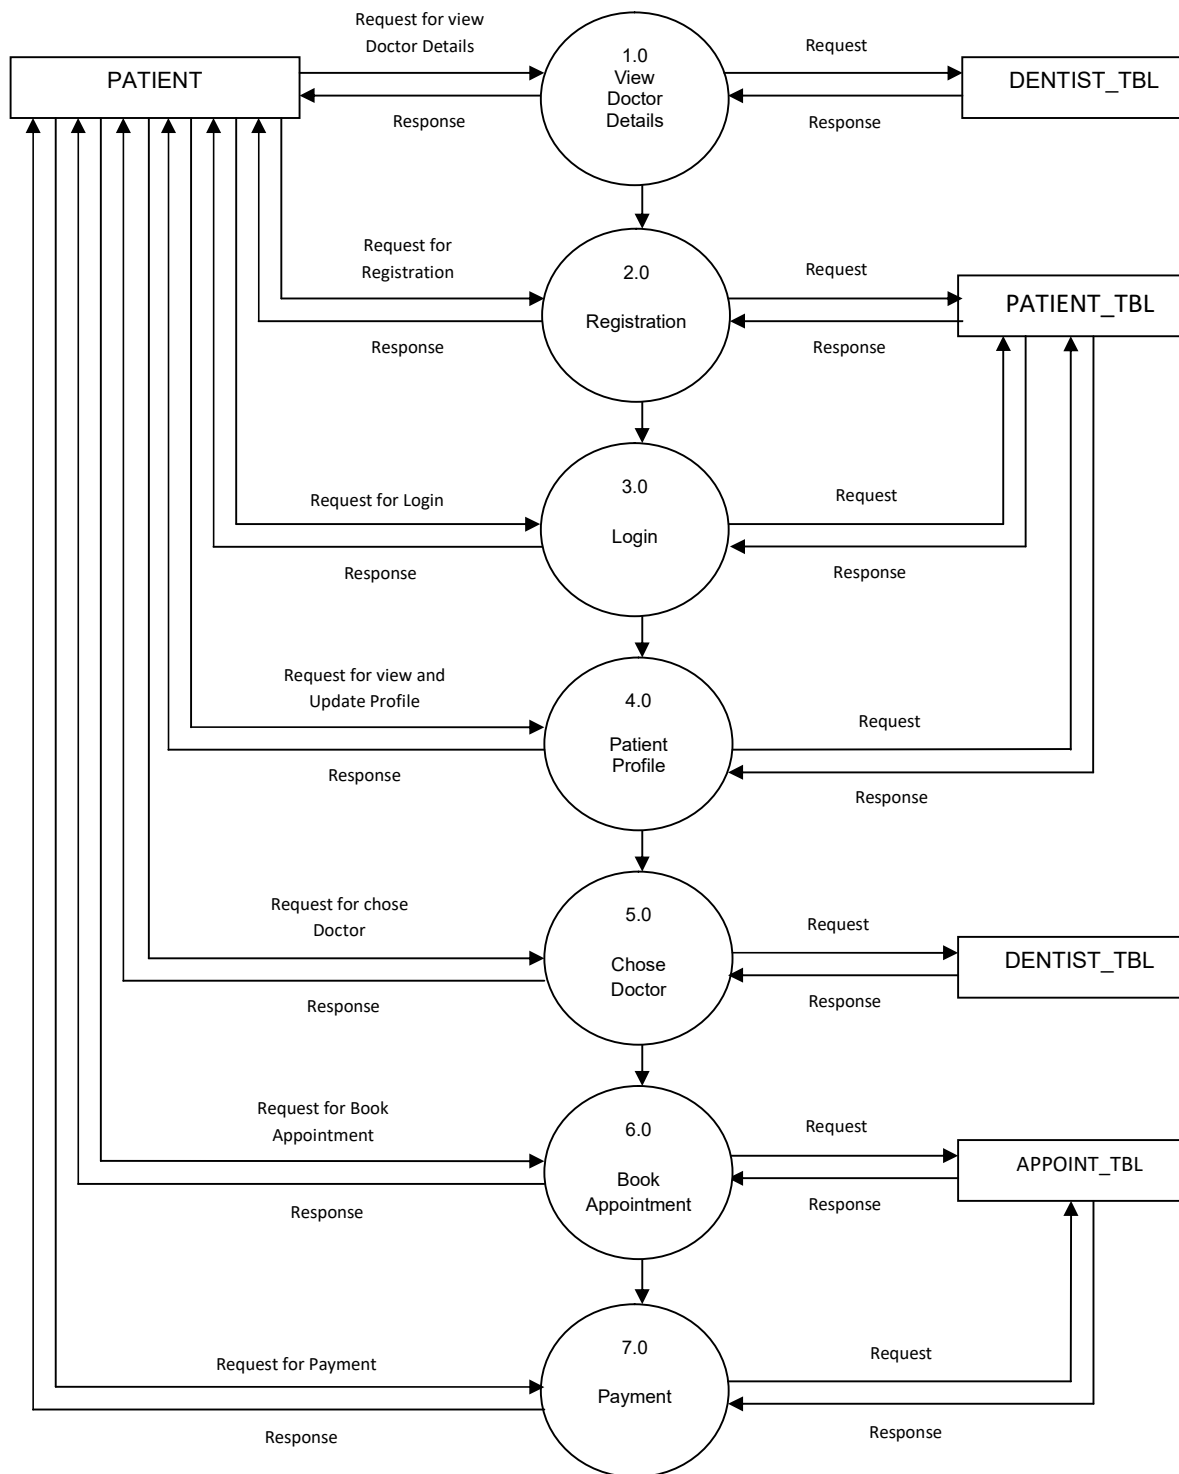 Request for view
Doctor Details
Request
1.0
View
Doctor
Details
PATIENT
DENTIST_TBL
Response
Response
Request for
Registration
Request
2.0
Registration
PATIENT_TBL
Response
Response
3.0
Login
Request for Login
Request
Response
Response
Request for view and
Update Profile
4.0
Patient
Profile
Request
Response
Response
Request for chose
Doctor
5.0
Chose
Doctor
Request
DENTIST_TBL
Response
Response
Request for Book
Appointment
6.0
Book
Appointment
Request
APPOINT_TBL
Response
Response
7.0
Payment
Request for Payment
Request
Response
Response